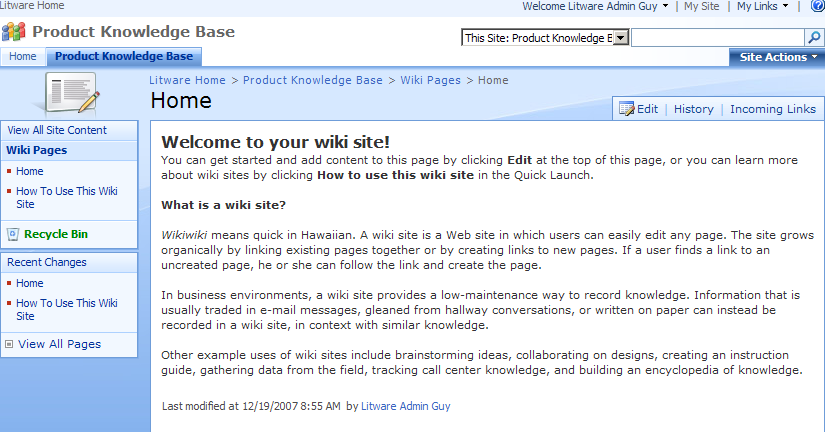 Litware Home
Welcome Litware Admin Guy | My Site | My Links
Product Knowledge Base
This Site: Product Knowledge B
Home Product Knowledge Base
Site Actions
Litware Home > Product Knowledge Base > Wiki Pages > Home
Home
Edit | History | Incoming Links
View All Site Content
Wiki Pages
Home
How To Use This Wiki
Site
Recycle Bin
Recent Changes
Home
How To Use This Wiki
Site
View All Pages
Welcome to your wiki site!
You can get started and add content to this page by clicking Edit at the top of this page, or you can learn more
about wiki sites by clicking How to use this wiki site in the Quick Launch.
What is a wiki site?
Wikiwiki means quick in Hawaiian. A wiki site is a Web site in which users can easily edit any page. The site grows
organically by linking existing pages together or by creating links to new pages. If a user finds a link to an
uncreated page, he or she can follow the link and create the page.
In business environments, a wiki site provides a low-maintenance way to record knowledge. Information that is
usually traded in e-mail messages, gleaned from hallway conversations, or written on paper can instead be
recorded in a wiki site, in context with similar knowledge.
Other example uses of wiki sites include brainstorming ideas, collaborating on designs, creating an instruction
guide, gathering data from the field, tracking call center knowledge, and building an encyclopedia of knowledge.
Last modified at 12/19/2007 8:55 AM by Litware Admin Guy